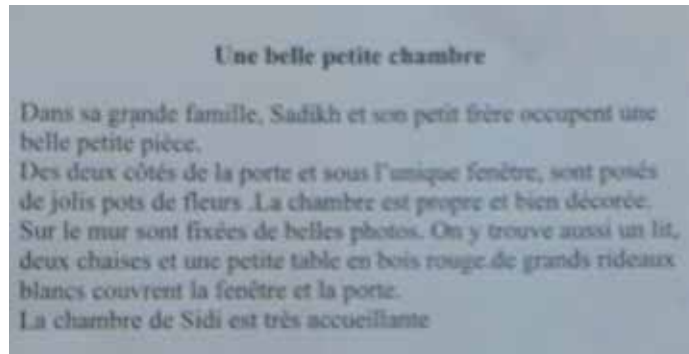 Une belle petite chambre
Dans sa grande famille, Sadikh et son petit frère occupent une
belle petite pièce.
Des deux côtés de la porte et sous l'unique fenêtre, sont posés
de jolis pots de fleurs .La chambre est propre et bien décorée.
Sur le mur sont fixées de belles photos. On y trouve aussi un lit,
deux chaises et une petite table en bois rouge.de grands rideaux
blancs couvrent la fenêtre et la porte.
La chambre de Sidi est très accueillante